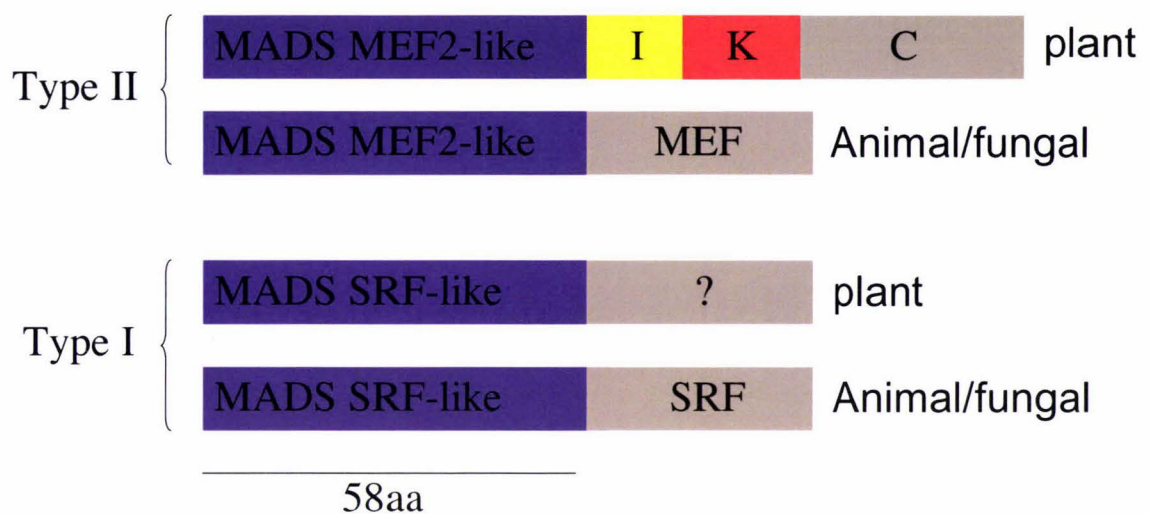 MADS MEF2-like I K C plant
Type II
MADS MEF2-like MEF Animal/fungal
MADS SRF-like ? plant
Type I
MADS SRF-like SRF Animal/fungal
58aa